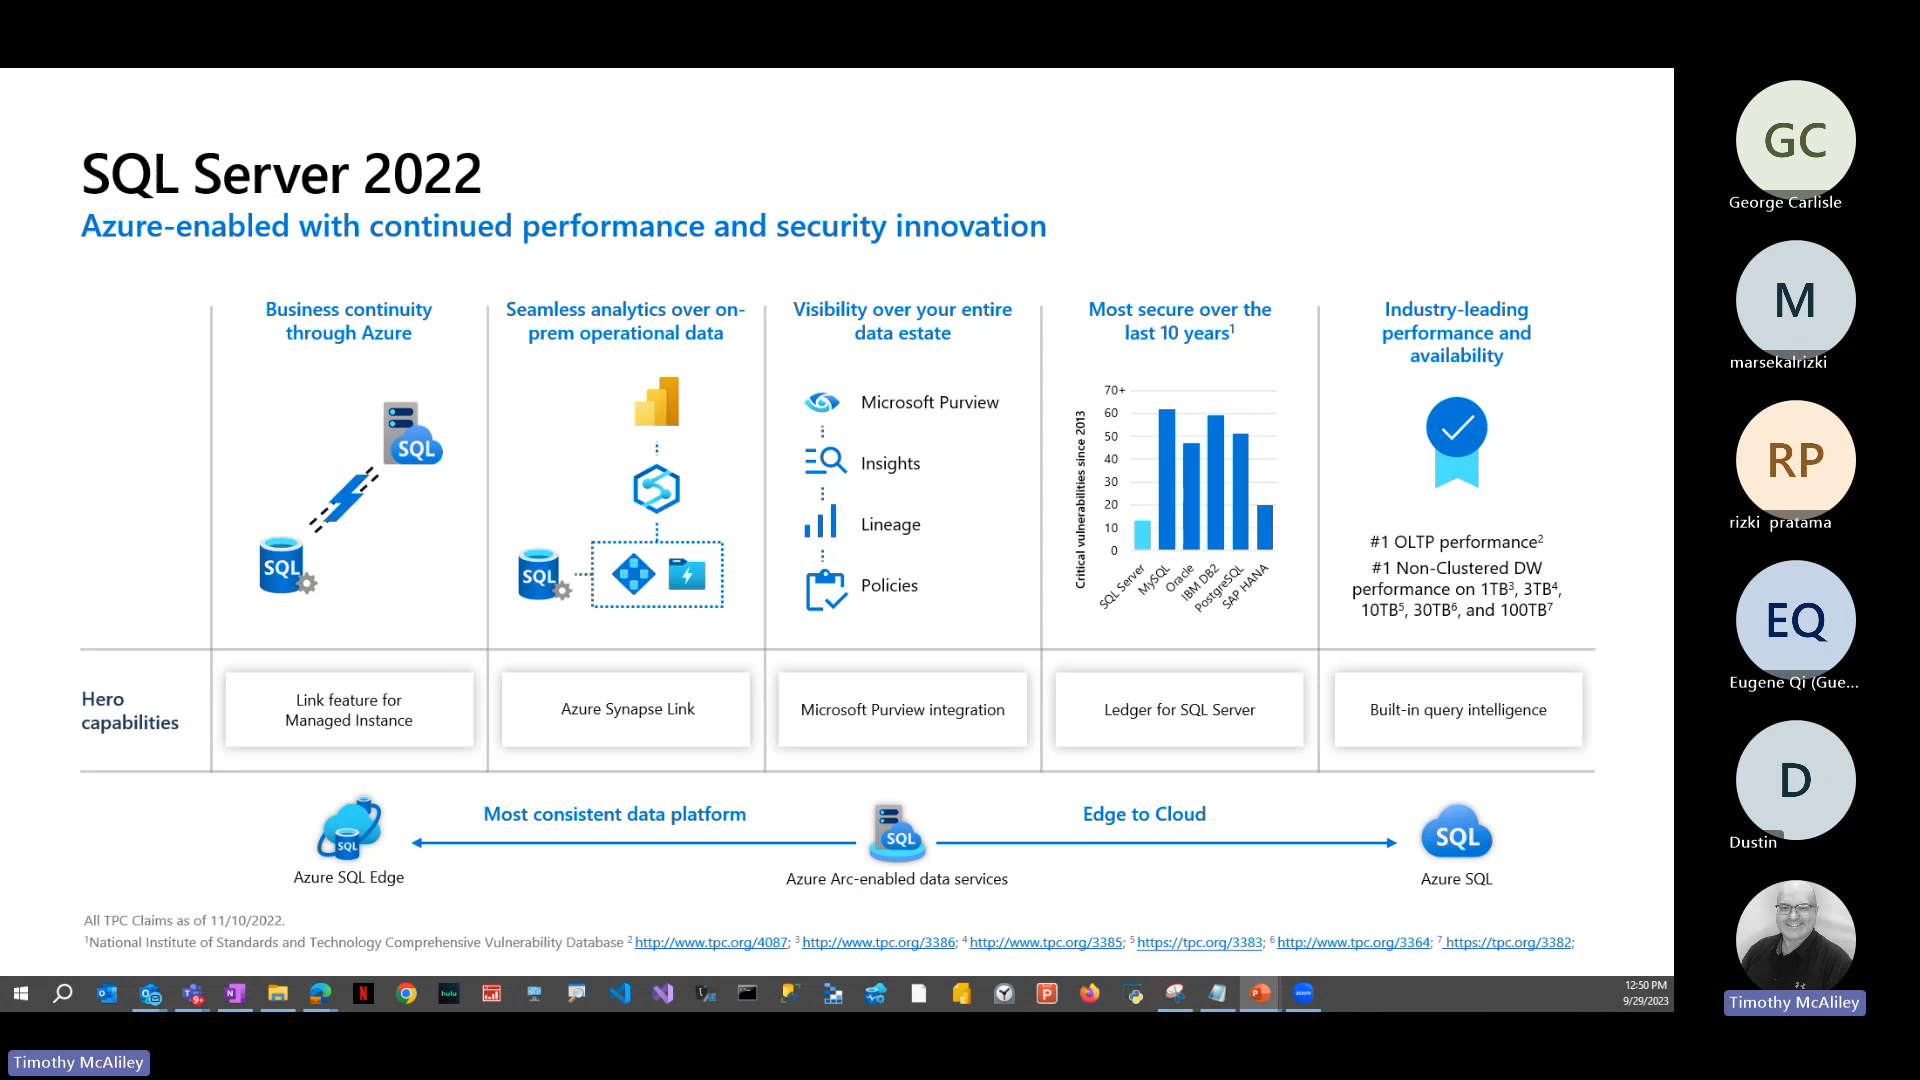 SQL Server 2022
Azure-enabled with continued performance and security innovation
Business continuity
through Azure
SQL
SQL
Seamless analytics over on-
prem operational data
SQL
Visibility over your entire
data estate
Microsoft Purview
Insights
Lineage
Policies
Most secure over the
last 10 years¹
Critical vulnerabilities since 2013
70+
60
50
40
30
20
10
0
SQL Server
MySQL
Oracle
IBM DB2
PostgreSQL
SAP HANA
Industry-leading
performance and
availability
#1 OLTP performance²
#1 Non-Clustered DW
performance on 1TB³, 3TB⁴,
10TB⁵, 30TB⁶, and 100TB⁷
Hero
capabilities
Link feature for
Managed Instance
Azure Synapse Link
Microsoft Purview integration
Ledger for SQL Server
Built-in query intelligence
SQL
Azure SQL Edge
Most consistent data platform
SQL
Azure Arc-enabled data services
Edge to Cloud
SQL
Azure SQL
All TPC Claims as of 11/10/2022.
¹National Institute of Standards and Technology Comprehensive Vulnerability Database ² http://www.tpc.org/4087; ³ http://www.tpc.org/3386; ⁴ http://www.tpc.org/3385; ⁵ https://tpc.org/3383; ⁶ http://www.tpc.org/3364; ⁷ https://tpc.org/3382;
hulu
12:50 PM
9/29/2023
GC
George Carlisle
M
marsekalrizki
RP
rizki pratama
EQ
Eugene Qi (Gue...
D
Dustin
Timothy McAliley
Timothy McAliley